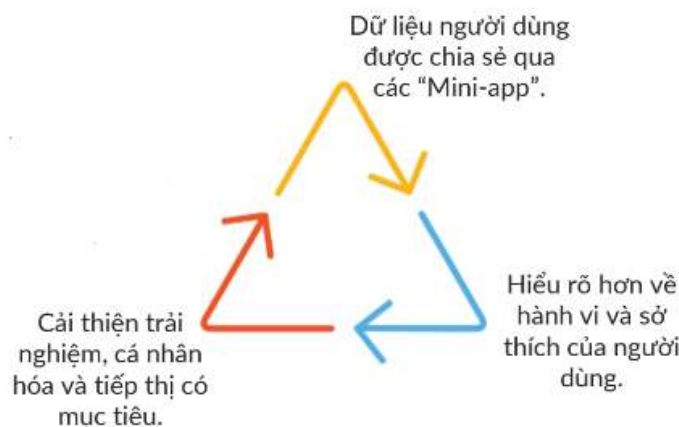 Dữ liệu người dùng
được chia sẻ qua
các “Mini-app”.
Hiểu rõ hơn về
hành vi và sở
thích của người
dùng.
Cải thiện trải
nghiệm, cá nhân
hóa và tiếp thị có
mục tiêu.